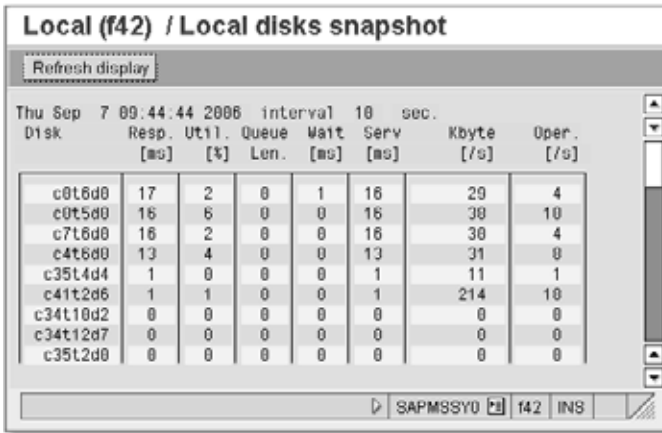 Local (f42) / Local disks snapshot
Refresh display
Thu Sep 7 09:44:44 2006 interval 10 sec.
Disk Resp. Util. Queue Wait Serv Kbyte Oper.
[ms] [%] Len. [ms] [ms] [/s] [/s]
c0t6d0 17 2 0 1 16 29 4
c0t5d0 16 6 0 0 16 38 10
c7t6d0 16 2 0 0 16 30 4
c4t6d0 13 4 0 0 13 31 8
c35t4d4 1 0 0 0 1 11 1
c41t2d6 1 1 0 0 1 214 10
c34t10d2 0 0 0 0 0 0 0
c34t12d7 0 0 0 0 0 0 0
c35t2d0 0 0 0 0 0 0 0
SAPMSSY0 f42 INS